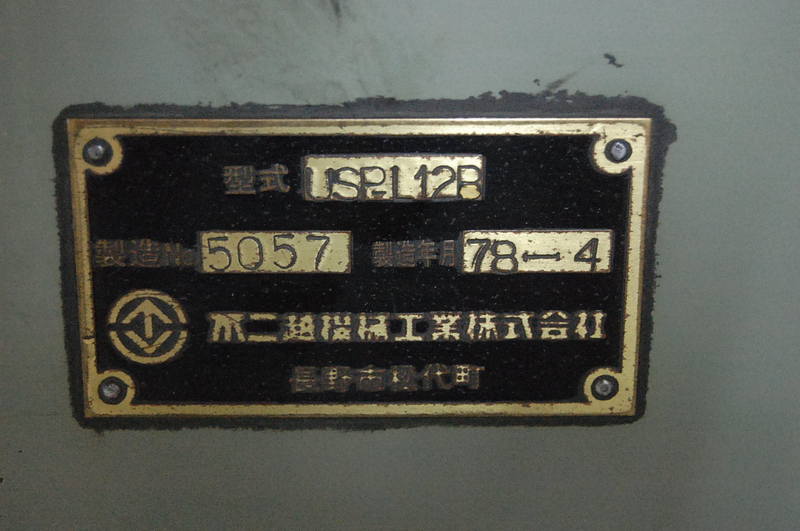 型式 USP.L12B
製造No 5057 製造年月 78-4
不二越機械工業株式会社
長野市松代町